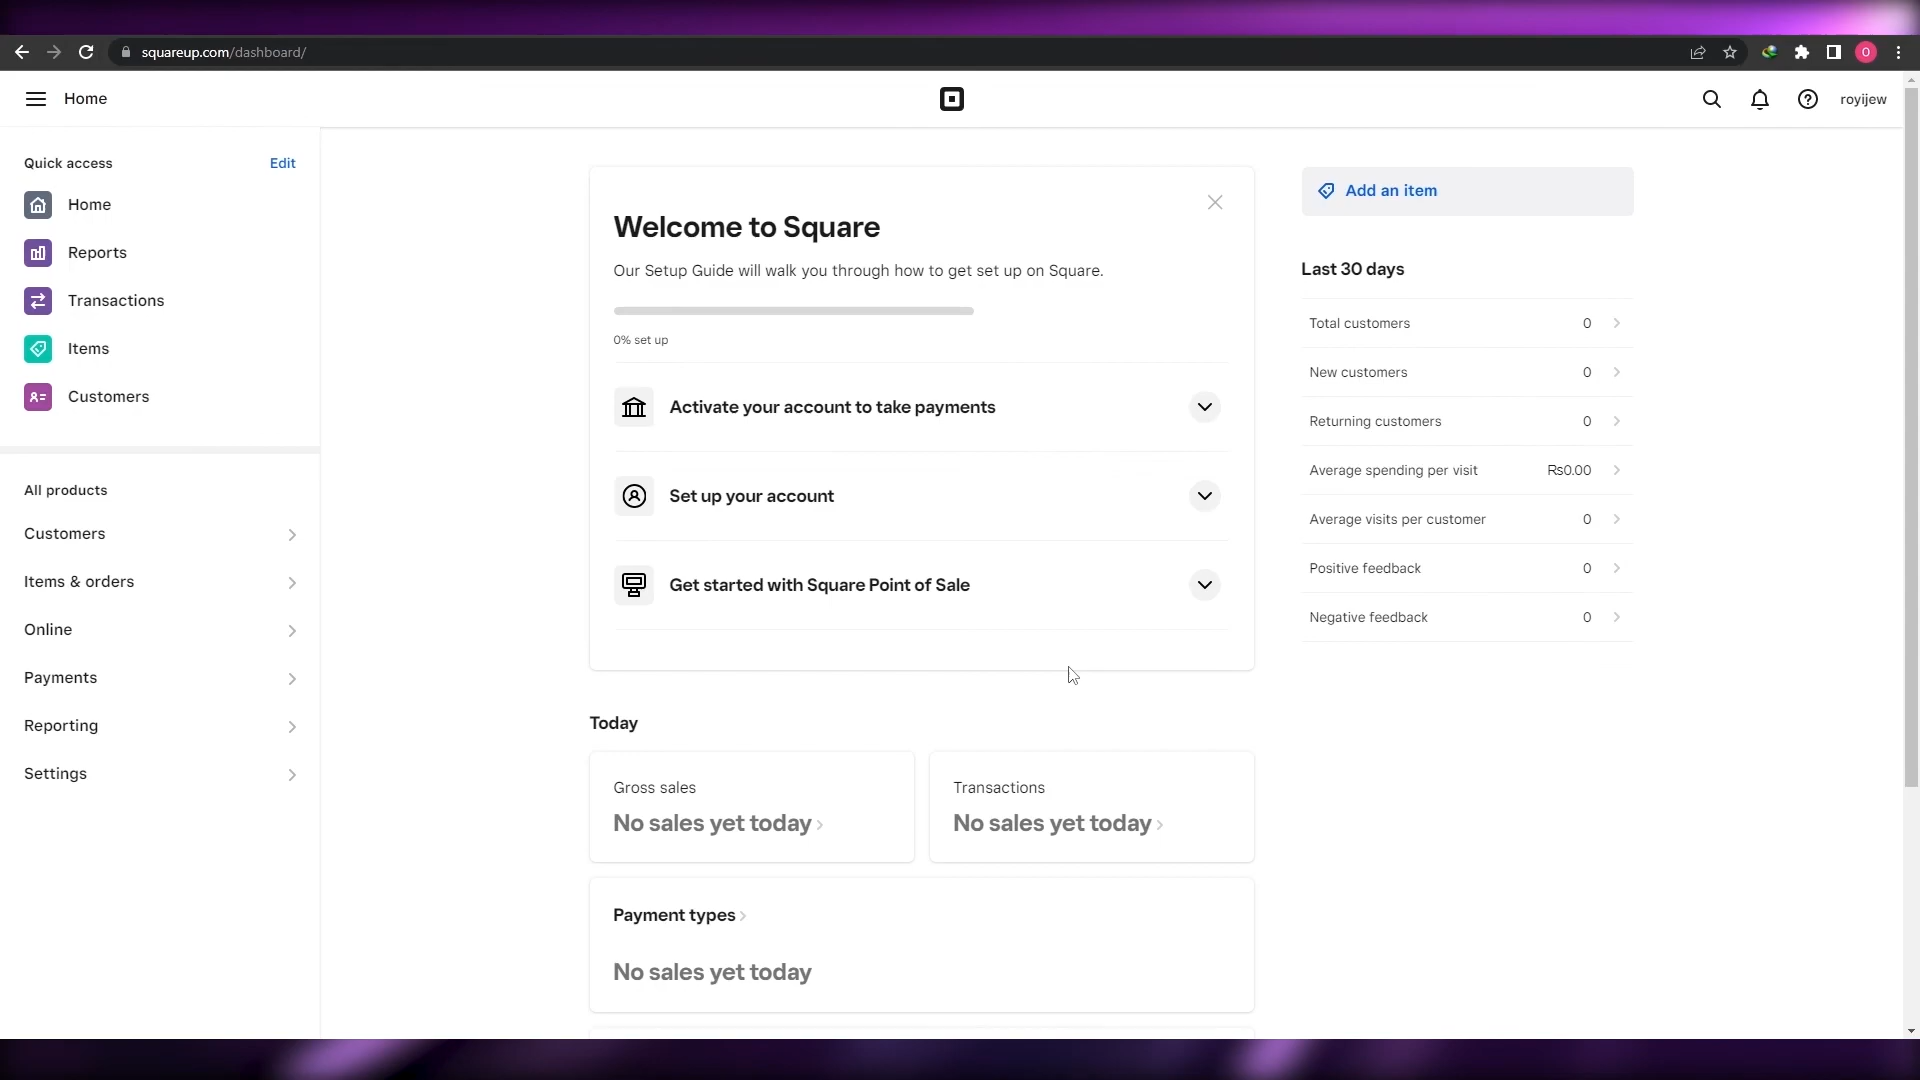 squareup.com/dashboard/
O
Home
royijew
Quick access
Edit
Home
Reports
Transactions
Items
Customers
All products
Customers
Items & orders
Online
Payments
Reporting
Settings
Welcome to Square
Our Setup Guide will walk you through how to get set up on Square.
0% set up
Activate your account to take payments
Set up your account
Get started with Square Point of Sale
Today
Gross sales
No sales yet today
Transactions
No sales yet today
Payment types
No sales yet today
Add an item
Last 30 days
Total customers 0
New customers 0
Returning customers 0
Average spending per visit Rs0.00
Average visits per customer 0
Positive feedback 0
Negative feedback 0